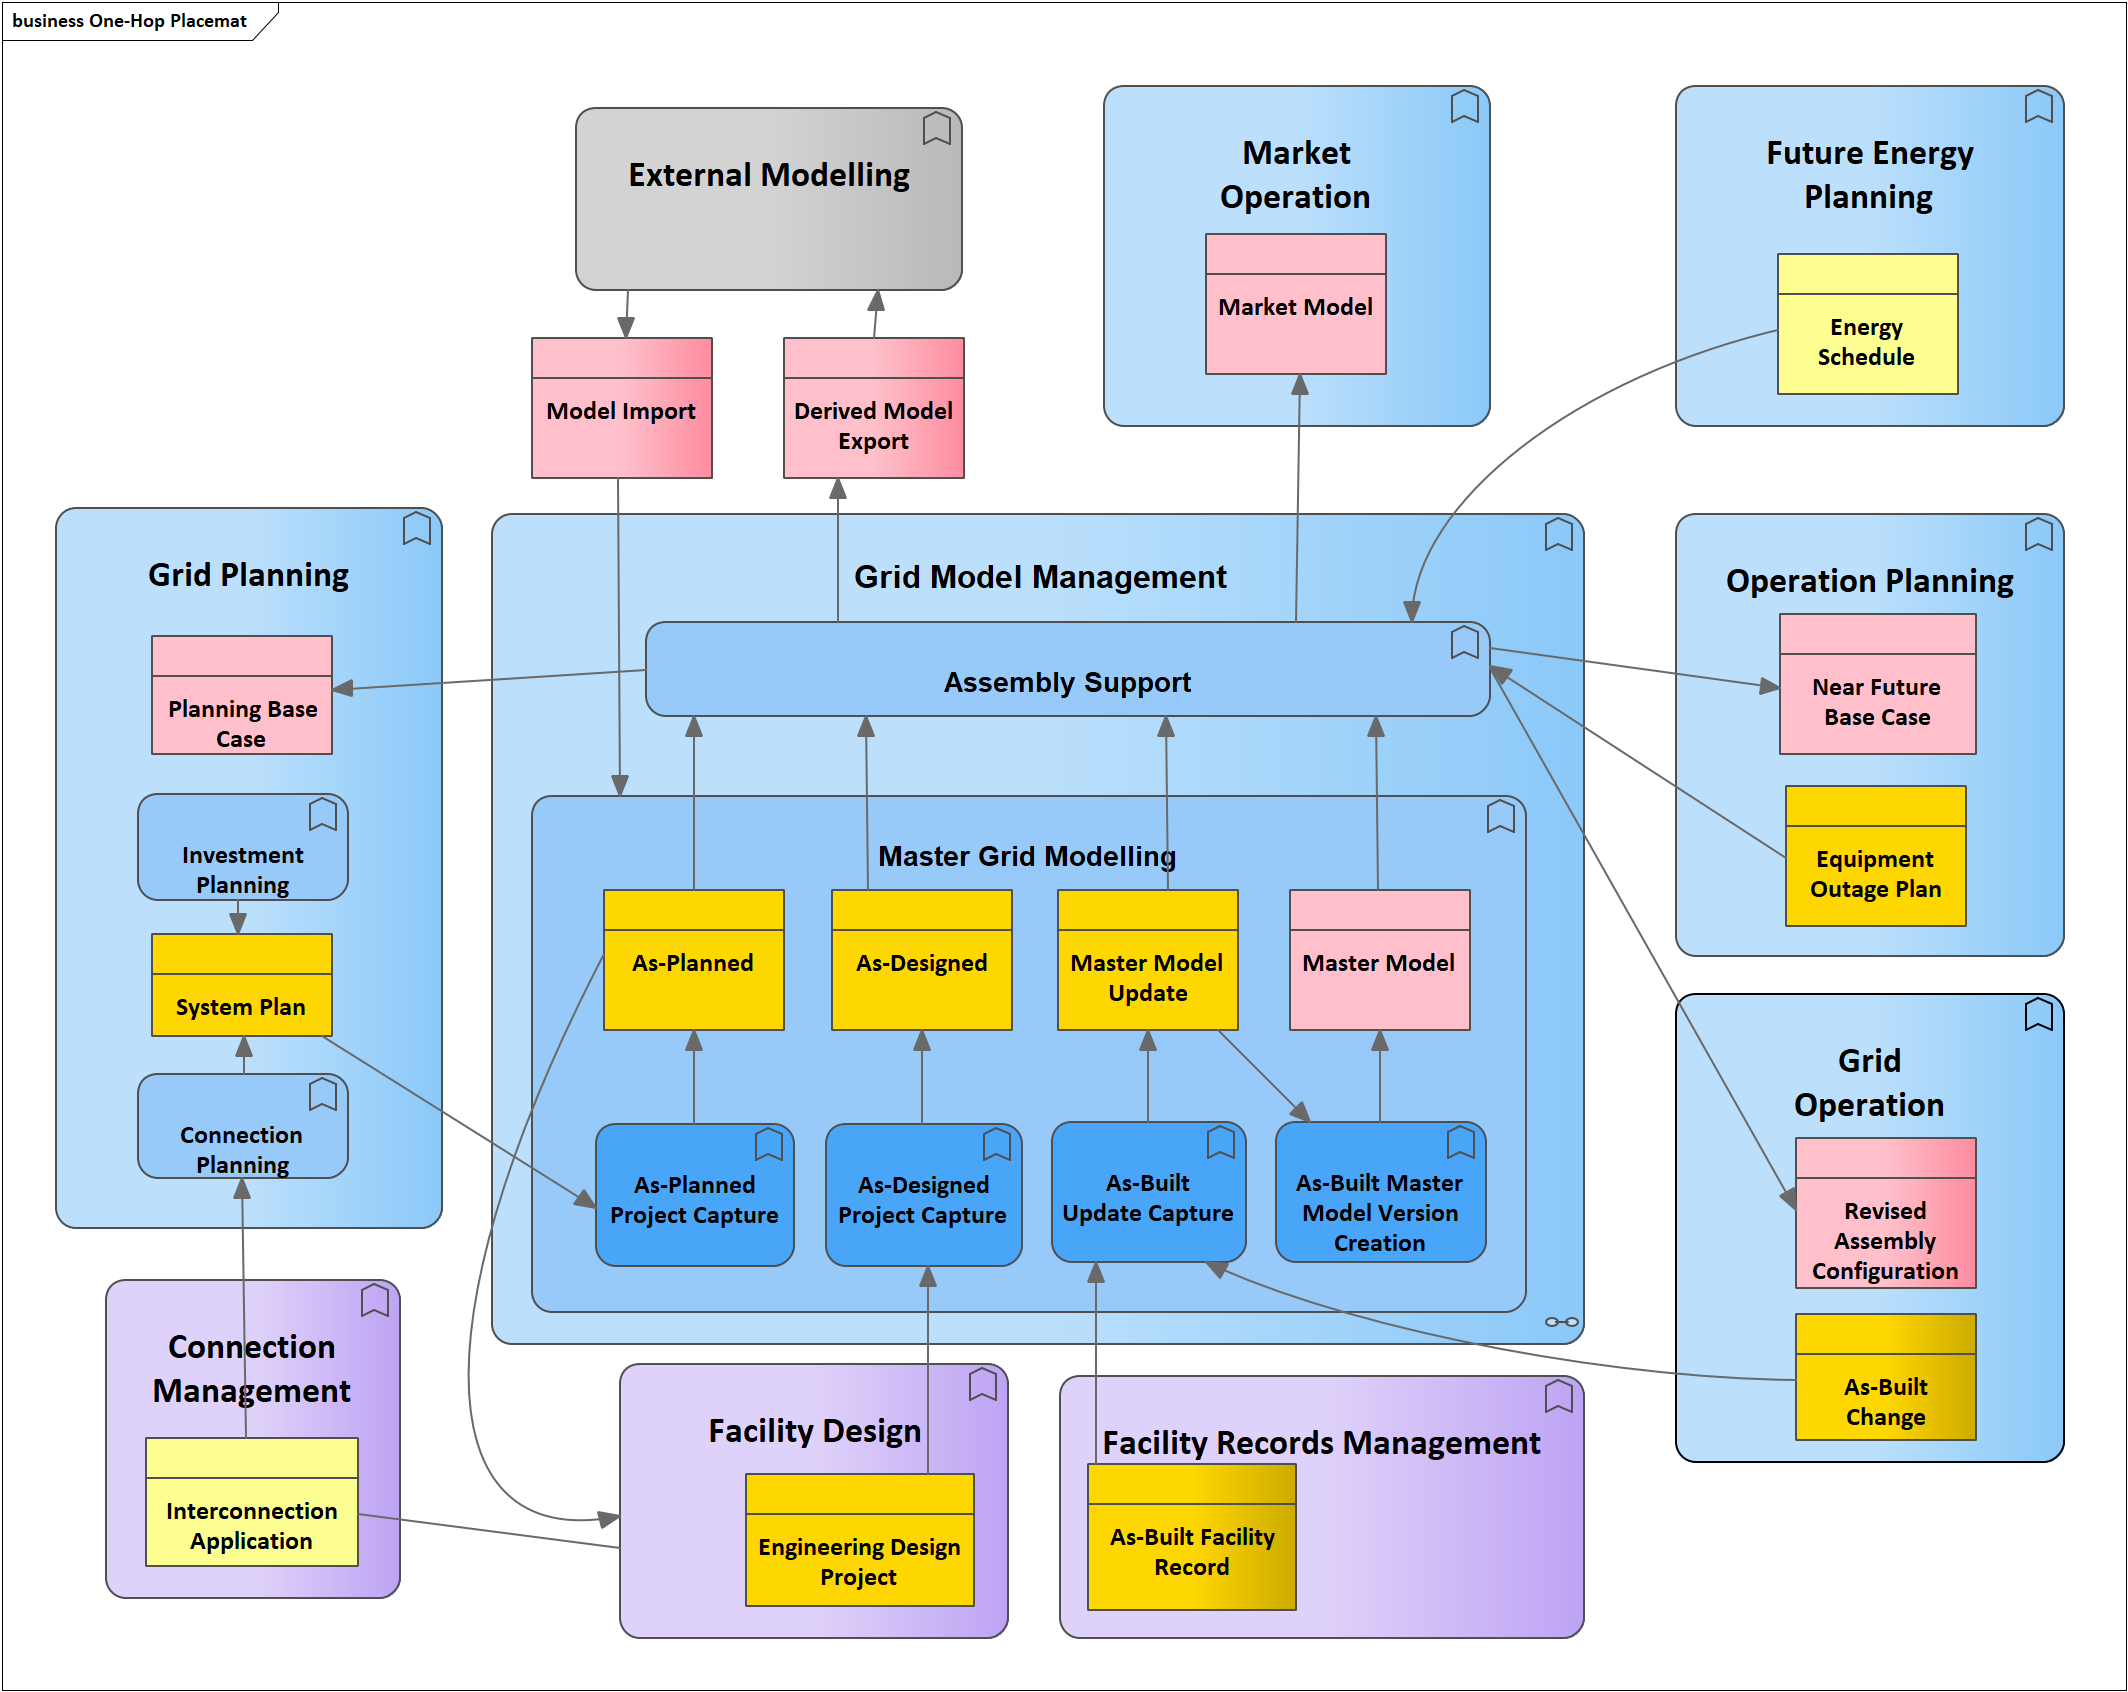 business One-Hop Placemat
External Modelling
Market
Operation
Market Model
Future Energy
Planning
Energy
Schedule
Model Import
Derived Model
Export
Grid Planning
Planning Base
Case
Investment
Planning
System Plan
Connection
Planning
Grid Model Management
Assembly Support
Master Grid Modelling
As-Planned
As-Designed
Master Model
Update
Master Model
As-Planned
Project Capture
As-Designed
Project Capture
As-Built
Update Capture
As-Built Master
Model Version
Creation
Operation Planning
Near Future
Base Case
Equipment
Outage Plan
Grid
Operation
Revised
Assembly
Configuration
As-Built
Change
Connection
Management
Interconnection
Application
Facility Design
Engineering Design
Project
Facility Records Management
As-Built Facility
Record